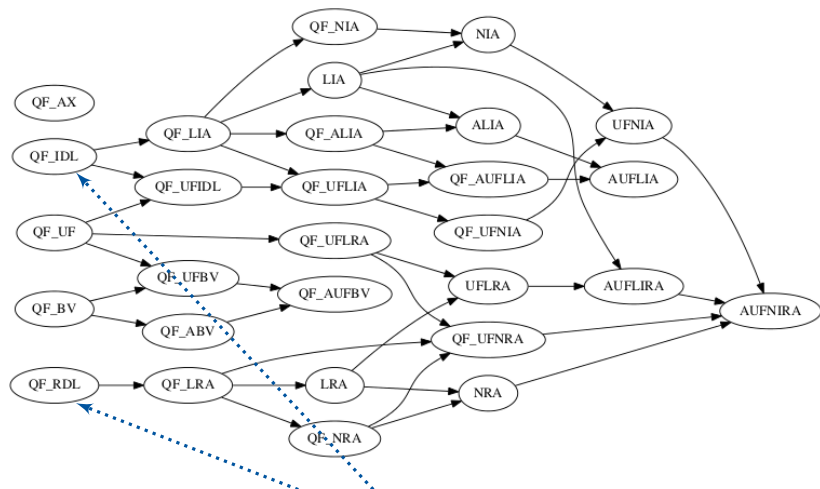 QF_NIA
NIA
LIA
QF_AX
QF_LIA
QF_ALIA
ALIA
UFNIA
QF_IDL
QF_UFIDL
QF_UFLIA
QF_AUFLIA
AUFLIA
QF_UF
QF_UFLRA
QF_UFNIA
QF_UFBV
QF_AUFBV
UFLRA
AUFLIRA
QF_BV
QF_ABV
AUFNIRA
QF_UFNRA
QF_RDL
QF_LRA
LRA
NRA
QF_NRA